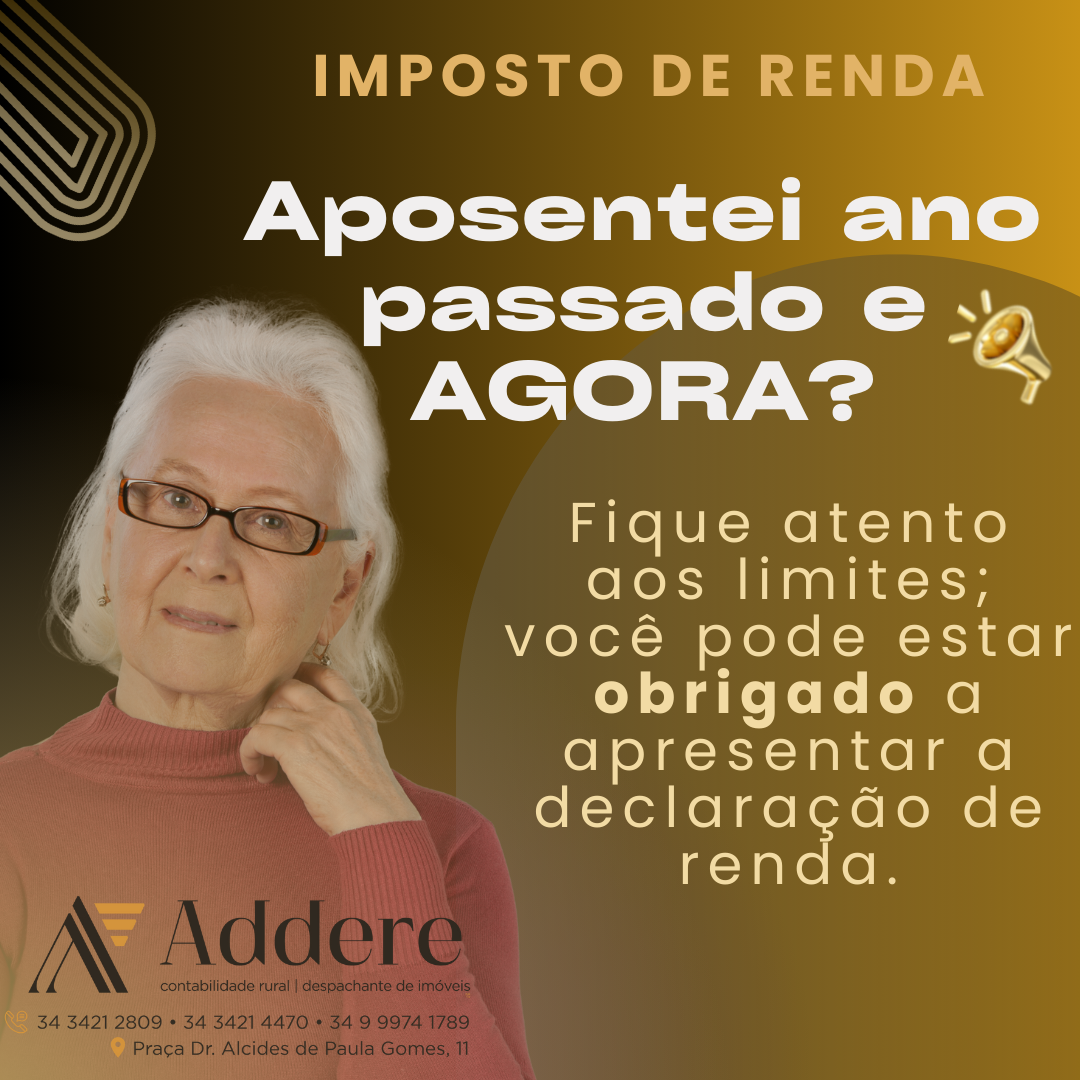 IMPOSTO DE RENDA
Aposentei ano
passado e
AGORA?
Fique atento
aos limites;
você pode estar
obrigado a
apresentar a
declaração de
renda.
Addere
contabilidade rural | despachante de imóveis
34 3421 2809 • 34 3421 4470 • 34 9 9974 1789
Praça Dr. Alcides de Paula Gomes, 11